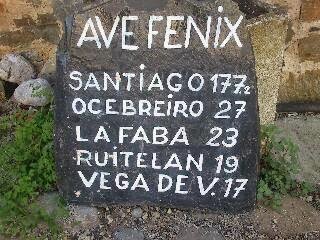 AVE FENIX
SANTIAGO 177,2
OCEBREIRO 27
LA FABA 23
RUITELAN 19
VEGA DE V. 17